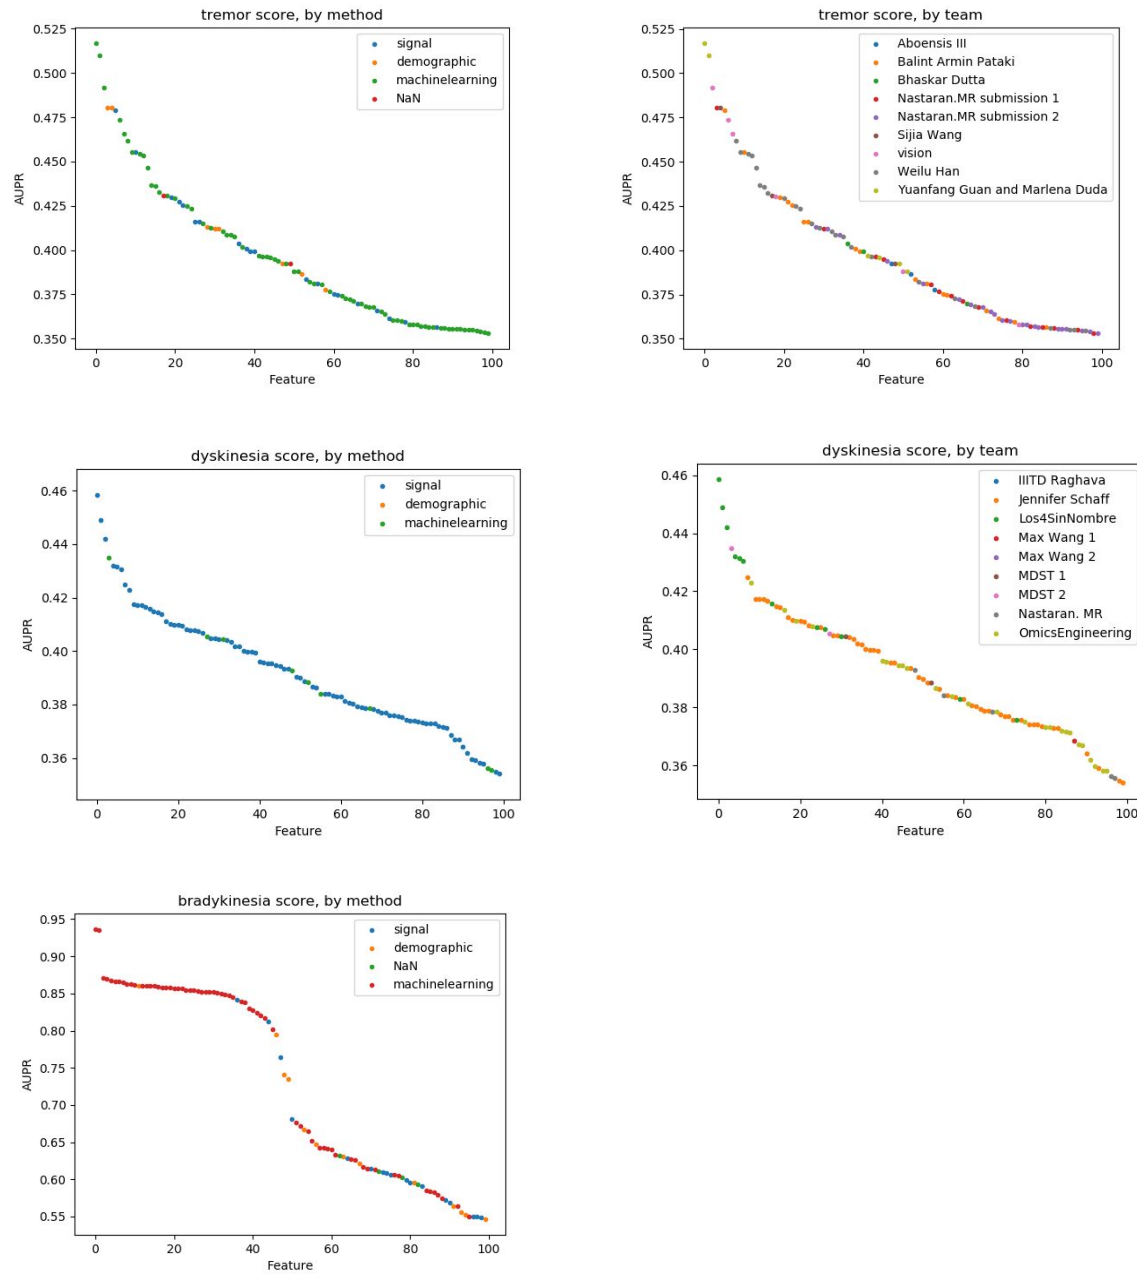 tremor score, by method
0.525
0.500
0.475
0.450
0.425
0.400
0.375
0.350
AUPR
0 20 40 60 80 100
Feature
signal
demographic
machinelearning
NaN
tremor score, by team
0.525
0.500
0.475
0.450
0.425
0.400
0.375
0.350
AUPR
0 20 40 60 80 100
Feature
Aboensis III
Balint Armin Pataki
Bhaskar Dutta
Nastaran.MR submission 1
Nastaran.MR submission 2
Sijia Wang
vision
Weilu Han
Yuanfang Guan and Marlena Duda
dyskinesia score, by method
0.46
0.44
0.42
0.40
0.38
0.36
AUPR
0 20 40 60 80 100
Feature
signal
demographic
machinelearning
dyskinesia score, by team
0.46
0.44
0.42
0.40
0.38
0.36
AUPR
0 20 40 60 80 100
Feature
IIITD Raghava
Jennifer Schaff
Los4SinNombre
Max Wang 1
Max Wang 2
MDST 1
MDST 2
Nastaran. MR
OmicsEngineering
bradykinesia score, by method
0.95
0.90
0.85
0.80
0.75
0.70
0.65
0.60
0.55
AUPR
0 20 40 60 80 100
Feature
signal
demographic
NaN
machinelearning